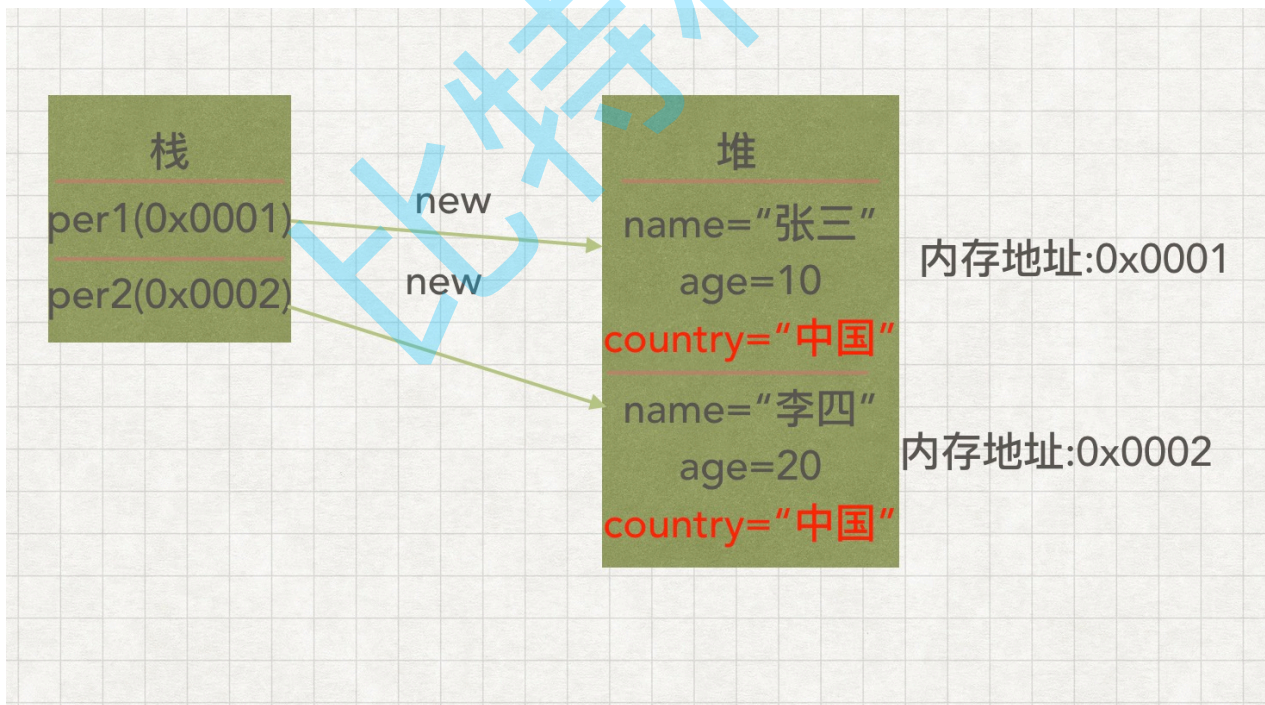 比特
栈
堆
per1(0x0001)
new
name="张三"
内存地址:0x0001
per2(0x0002)
new
age=10
country="中国"
name="李四"
内存地址:0x0002
age=20
country="中国"